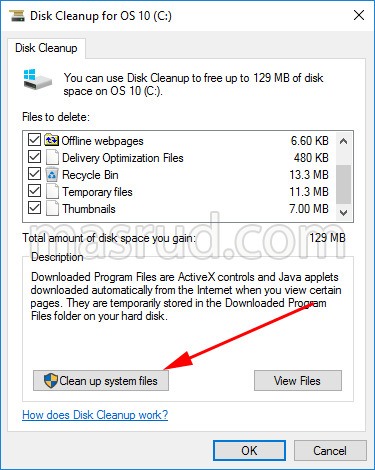 Disk Cleanup for OS 10 (C:)
Disk Cleanup
You can use Disk Cleanup to free up to 129 MB of disk
space on OS 10 (C:).
Files to delete:
Offline webpages 6.60 KB
Delivery Optimization Files 480 KB
Recycle Bin 13.3 MB
Temporary files 11.3 MB
Thumbnails 7.00 MB
masrud.com
Total amount of disk space you gain: 129 MB
Description
Downloaded Program Files are ActiveX controls and Java applets
downloaded automatically from the Internet when you view certain
pages. They are temporarily stored in the Downloaded Program
Files folder on your hard disk.
Clean up system files View Files
How does Disk Cleanup work?
OK Cancel